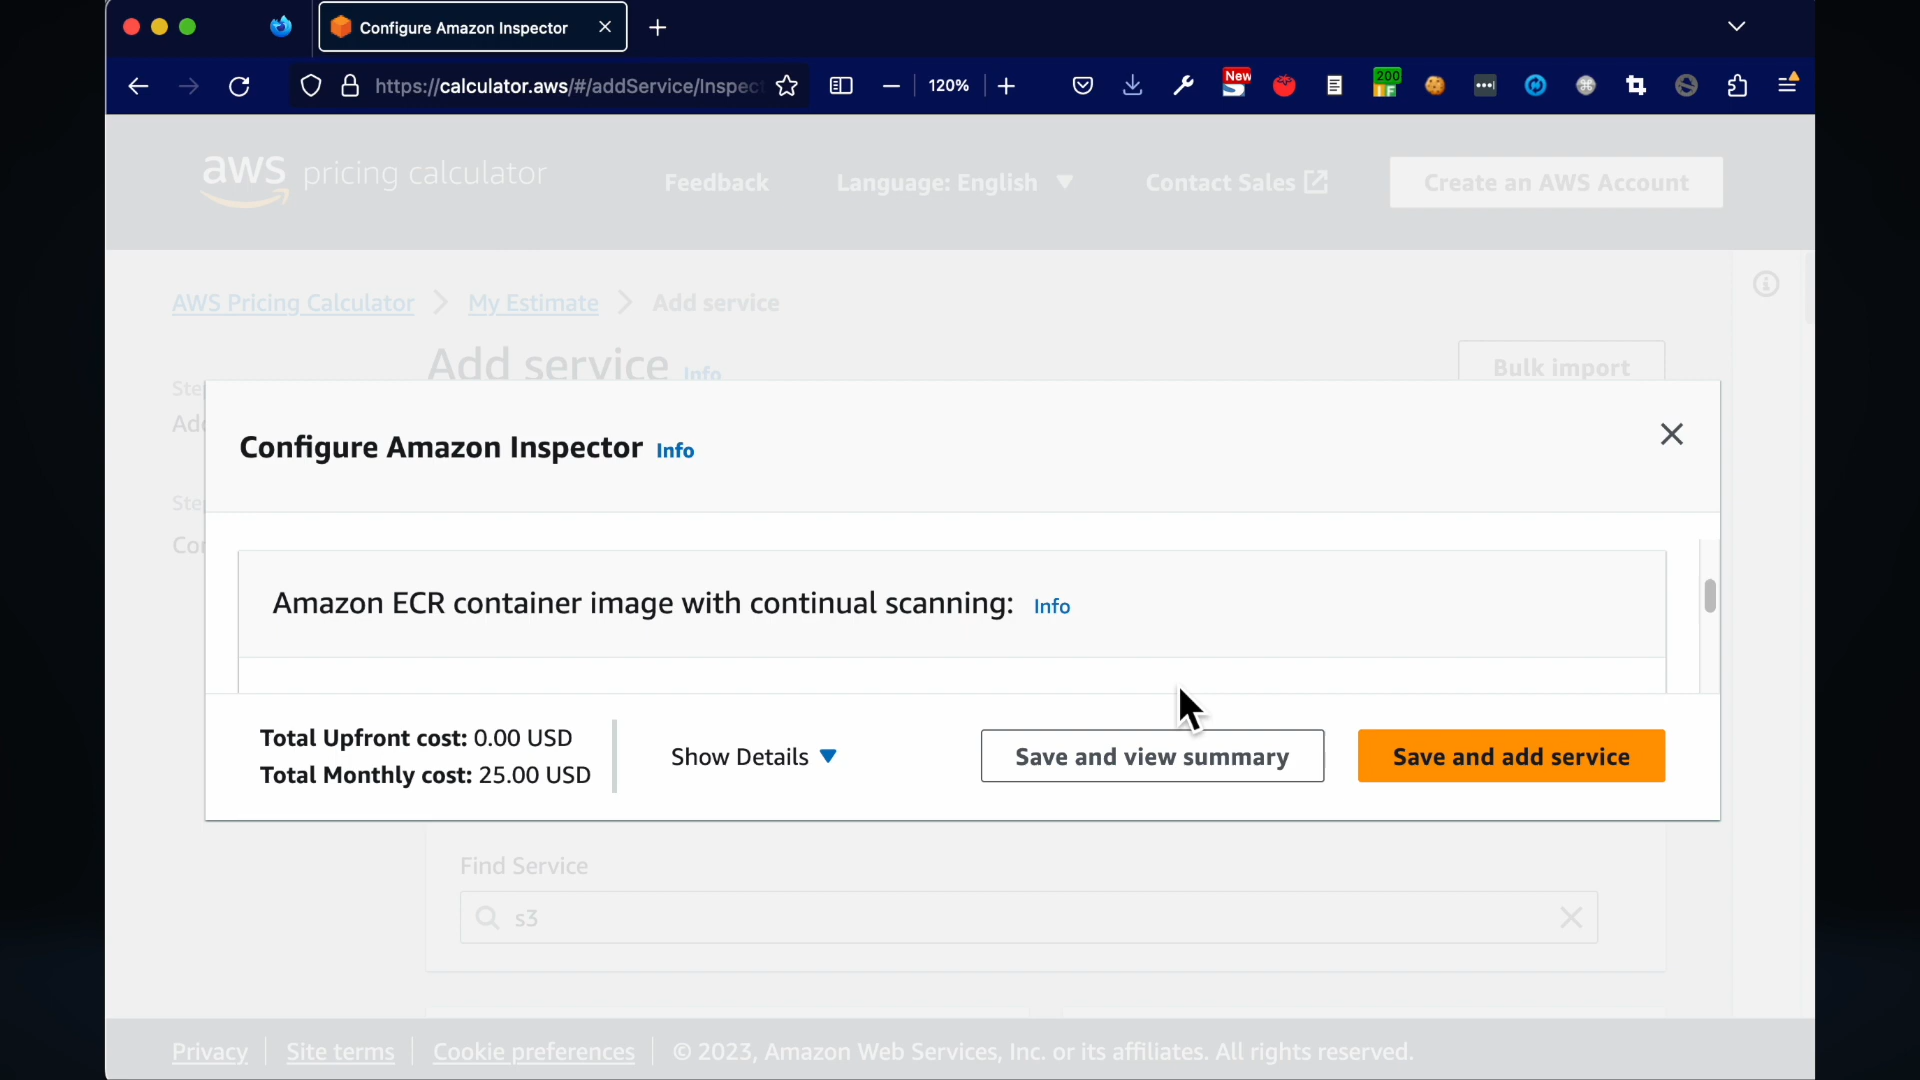 Configure Amazon Inspector
https://calculator.aws/#/addService/Inspect
120%
New
200
aws pricing calculator
Feedback
Language: English
Contact Sales
Create an AWS Account
AWS Pricing Calculator
My Estimate
Add service
Add service Info
Bulk import
Configure Amazon Inspector Info
Amazon ECR container image with continual scanning: Info
Total Upfront cost: 0.00 USD
Total Monthly cost: 25.00 USD
Show Details
Save and view summary
Save and add service
Find Service
s3
Privacy
Site terms
Cookie preferences
© 2023, Amazon Web Services, Inc. or its affiliates. All rights reserved.